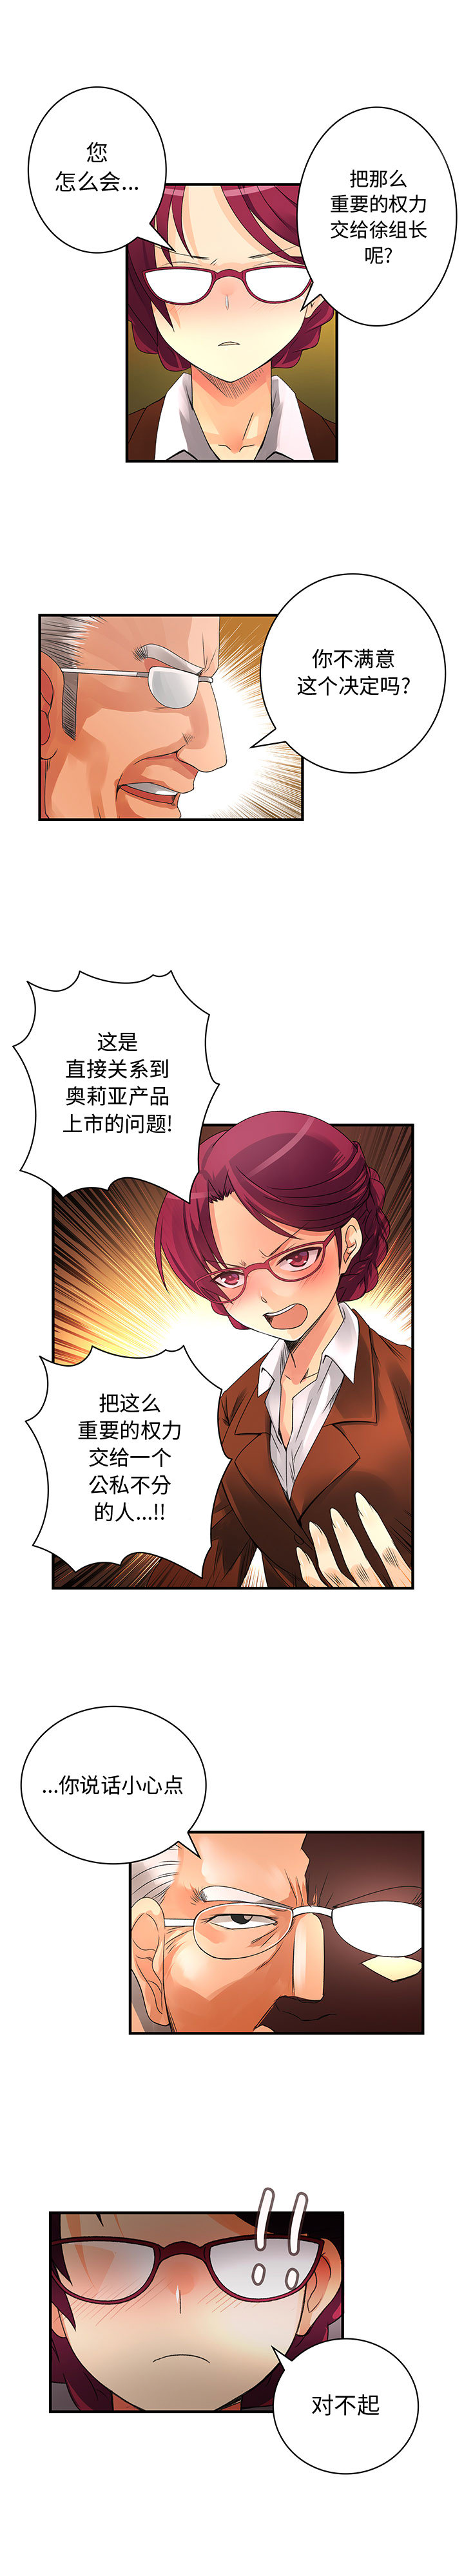 您
怎么会...
把那么
重要的权力
交给徐组长
呢?
你不满意
这个决定吗?
这是
直接关系到
奥莉亚产品
上市的问题!
把这么
重要的权力
交给一个
公私不分
的人...!!
...你说话小心点
!!
对不起